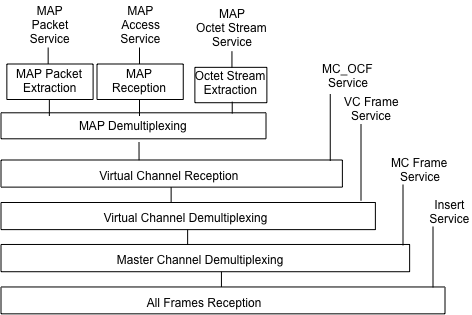 MAP
Packet
Service
MAP
Access
Service
MAP
Octet Stream
Service
MAP Packet
Extraction
MAP
Reception
Octet Stream
Extraction
MC_OCF
Service
VC Frame
Service
MAP Demultiplexing
MC Frame
Service
Virtual Channel Reception
Insert
Service
Virtual Channel Demultiplexing
Master Channel Demultiplexing
All Frames Reception